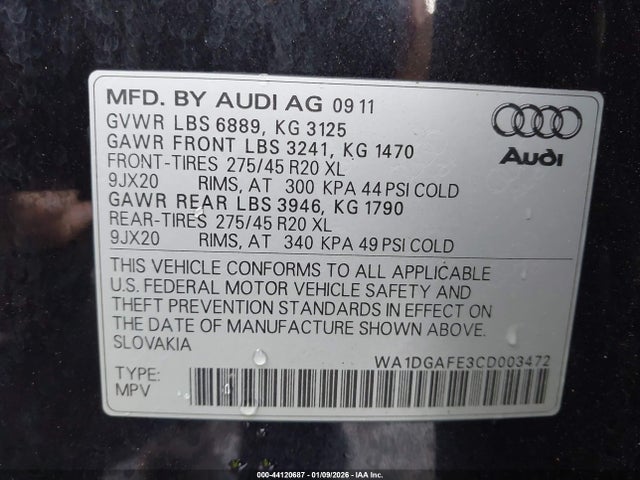 MFD. BY AUDI AG 09 11
GVWR LBS 6889, KG 3125
GAWR FRONT LBS 3241, KG 1470
FRONT-TIRES 275/45 R20 XL
9JX20 RIMS, AT 300 KPA 44 PSI COLD
GAWR REAR LBS 3946, KG 1790
REAR-TIRES 275/45 R20 XL
9JX20 RIMS, AT 340 KPA 49 PSI COLD
Audi
THIS VEHICLE CONFORMS TO ALL APPLICABLE
U.S. FEDERAL MOTOR VEHICLE SAFETY AND
THEFT PREVENTION STANDARDS IN EFFECT ON
THE DATE OF MANUFACTURE SHOWN ABOVE.
SLOVAKIA
WA1DGAFE3CD003472
TYPE:
MPV
000-44120687 - 01/09/2026 - IAA Inc.